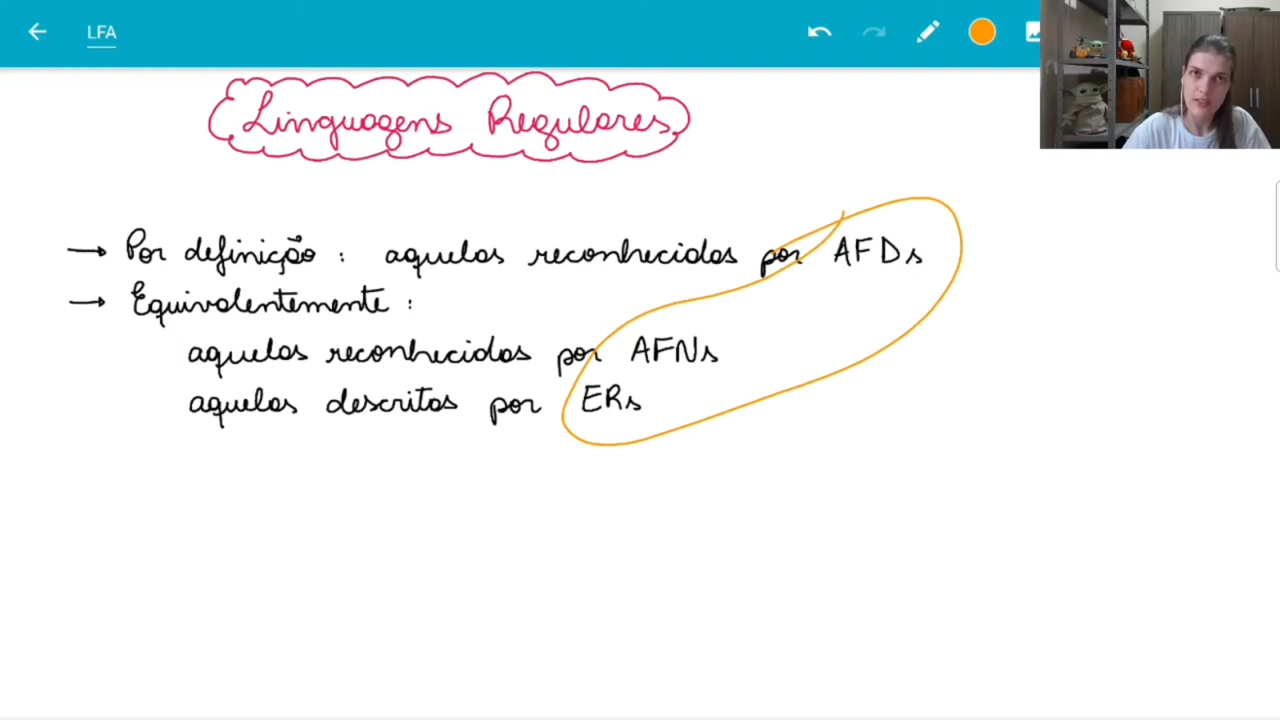 LFA
Linguagens Regulares
→ Por definição : aquelas reconhecidas por AFDs
→ Equivalentemente :
aquelas reconhecidas por AFNs
aquelas descritas por ERs